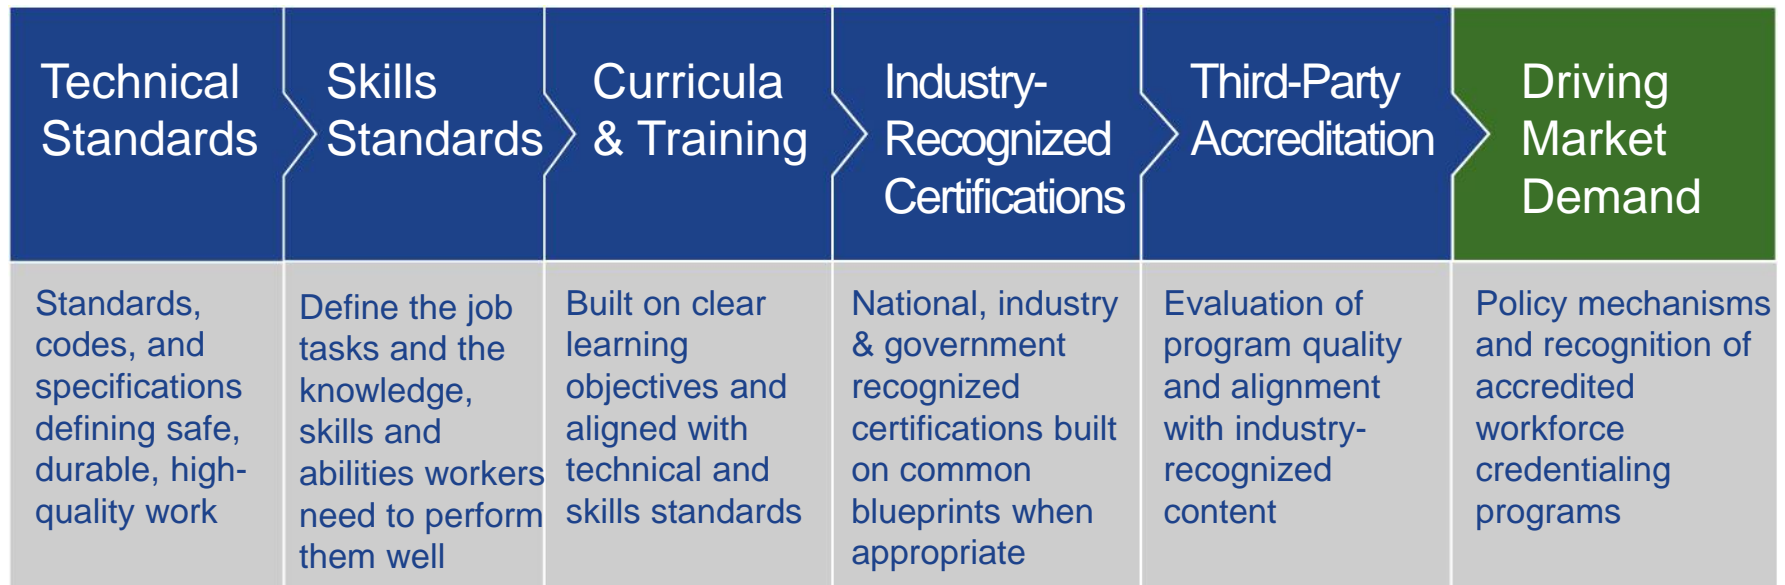 Technical
Standards
Skills
Standards
Curricula
& Training
Industry-
Recognized
Certifications
Third-Party
Accreditation
Driving
Market
Demand
Standards,
codes, and
specifications
defining safe,
durable, high-
quality work
Define the job
tasks and the
knowledge,
skills and
abilities workers
need to perform
them well
Built on clear
learning
objectives and
aligned with
technical and
skills standards
National, industry
& government
recognized
certifications built
on common
blueprints when
appropriate
Evaluation of
program quality
and alignment
with industry-
recognized
content
Policy mechanisms
and recognition of
accredited
workforce
credentialing
programs